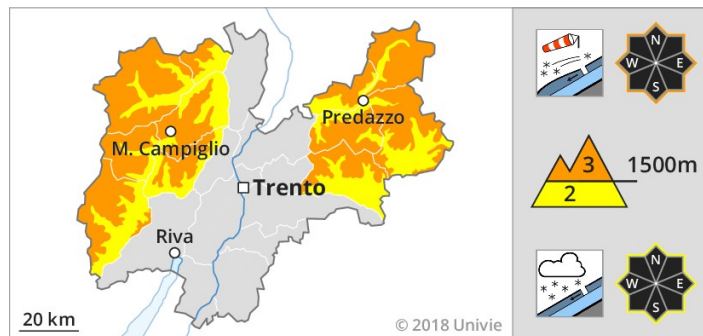 Predazzo
M. Campiglio
Trento
Riva
20 km
© 2018 Univie
N
W E
S
3 1500m
2
N
W E
S